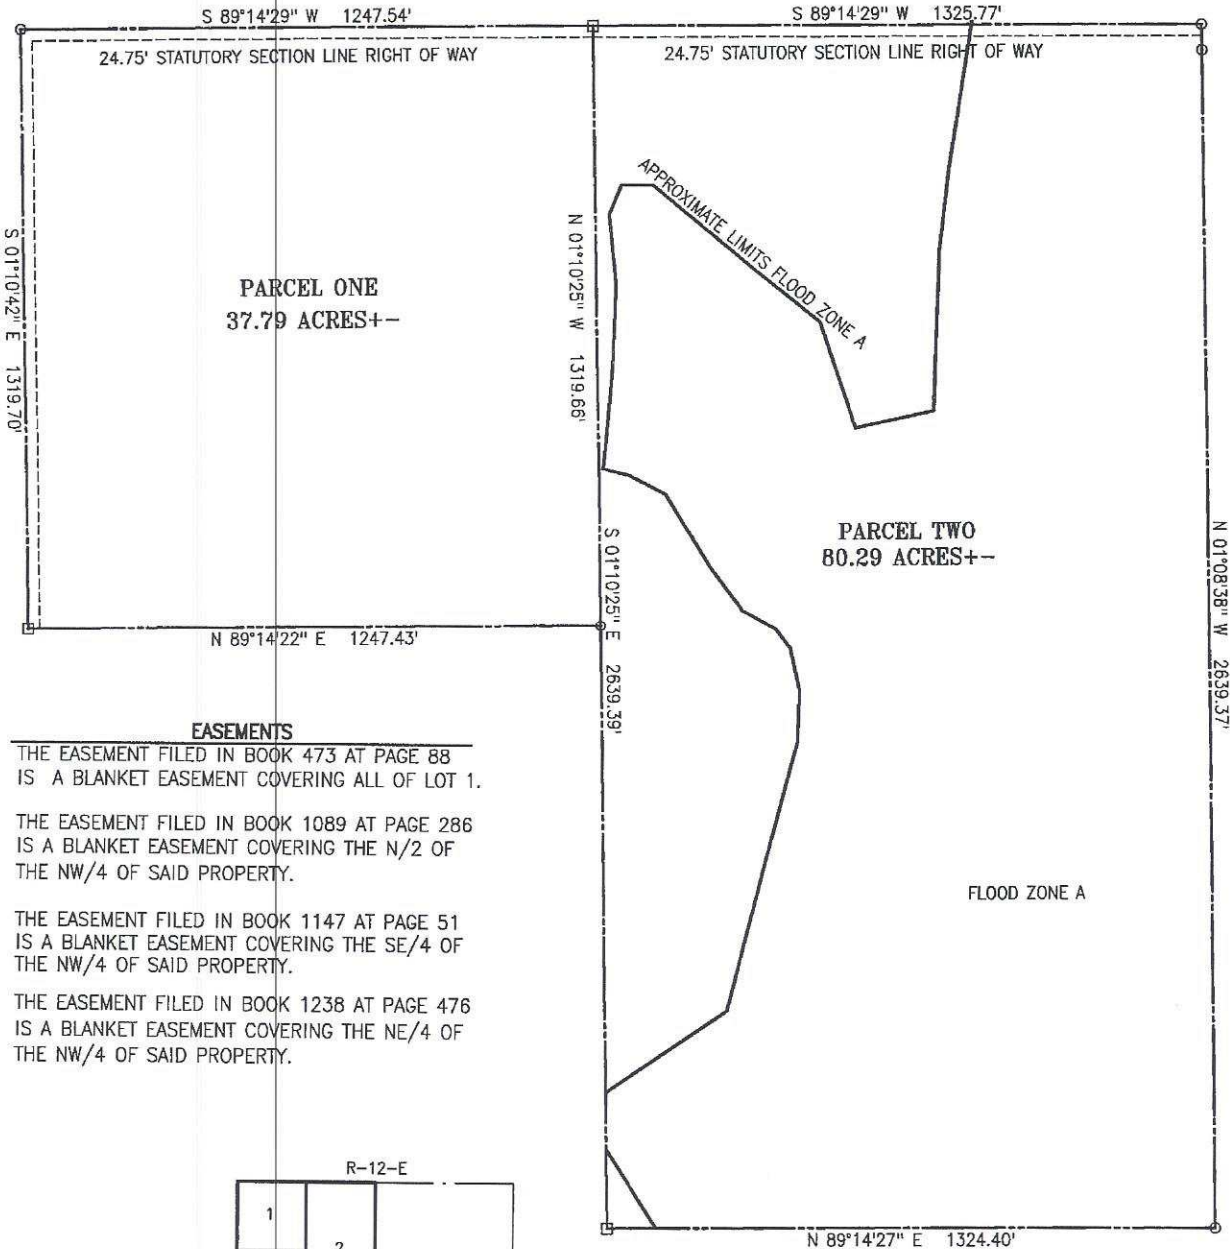 S 89°14'29" W 1247.54'
S 89°14'29" W 1325.77'
24.75' STATUTORY SECTION LINE RIGHT OF WAY
24.75' STATUTORY SECTION LINE RIGHT OF WAY
APPROXIMATE LIMITS FLOOD ZONE A
S 01°10'42" E 1319.70'
N 01°10'25" W 1319.66'
PARCEL ONE
37.79 ACRES+-
S 01°10'25" E 2639.39'
PARCEL TWO
80.29 ACRES+-
N 01°08'38" W 2639.37'
N 89°14'22" E 1247.43'
EASEMENTS
THE EASEMENT FILED IN BOOK 473 AT PAGE 88
IS A BLANKET EASEMENT COVERING ALL OF LOT 1.
THE EASEMENT FILED IN BOOK 1089 AT PAGE 286
IS A BLANKET EASEMENT COVERING THE N/2 OF
THE NW/4 OF SAID PROPERTY.
THE EASEMENT FILED IN BOOK 1147 AT PAGE 51
IS A BLANKET EASEMENT COVERING THE SE/4 OF
THE NW/4 OF SAID PROPERTY.
THE EASEMENT FILED IN BOOK 1238 AT PAGE 476
IS A BLANKET EASEMENT COVERING THE NE/4 OF
THE NW/4 OF SAID PROPERTY.
FLOOD ZONE A
R-12-E
1
2
N 89°14'27" E 1324.40'